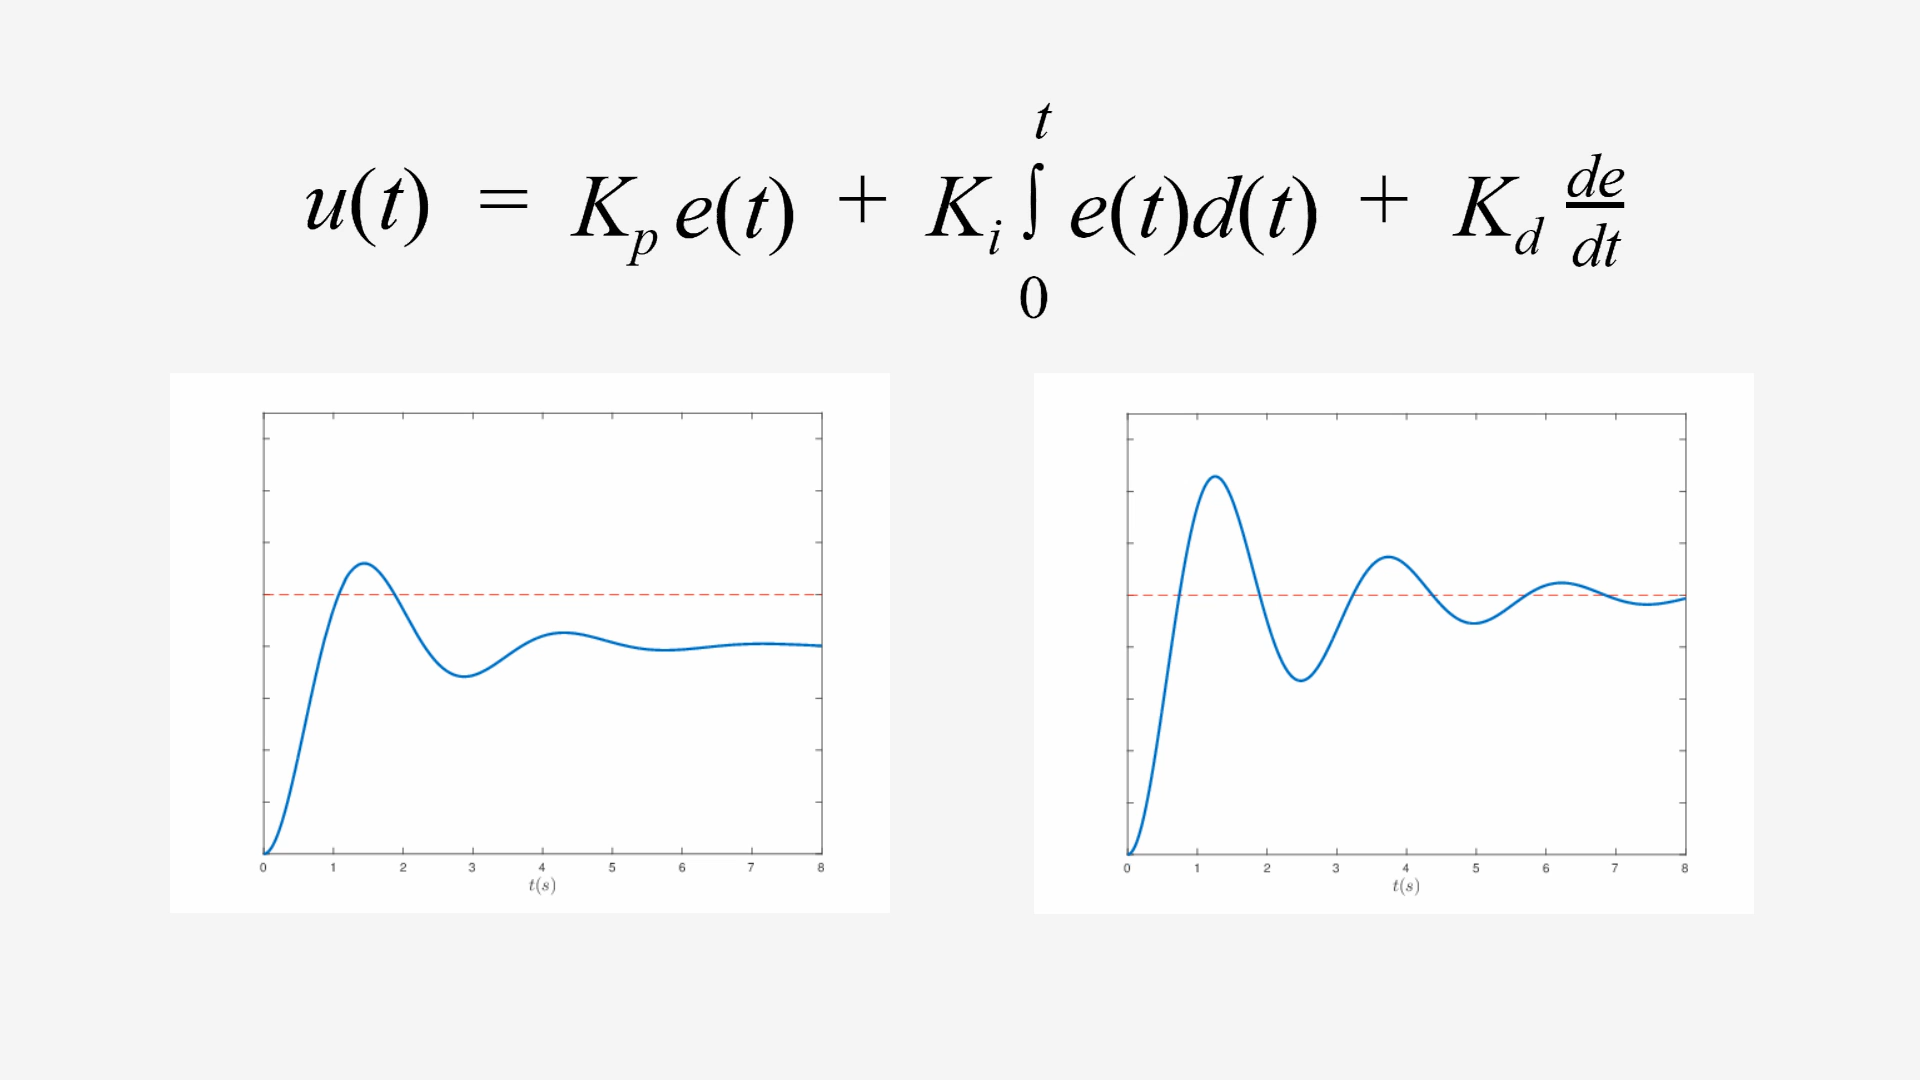 u(t) = K_p e(t) + K_i ∫_0^t e(t)d(t) + K_d de/dt
0 1 2 3 4 5 6 7 8
t(s)
0 1 2 3 4 5 6 7 8
t(s)